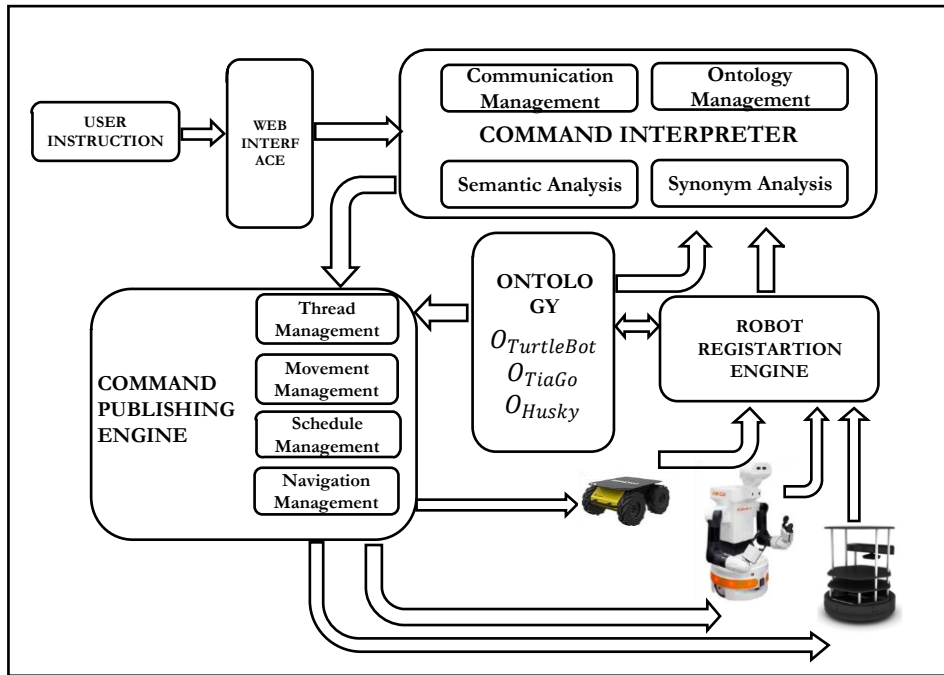 USER
INSTRUCTION
WEB
INTERF
ACE
Communication
Management
Ontology
Management
COMMAND INTERPRETER
Semantic Analysis
Synonym Analysis
ONTOLO
GY
O_TurtleBot
O_TiaGo
O_Husky
ROBOT
REGISTARTION
ENGINE
COMMAND
PUBLISHING
ENGINE
Thread
Management
Movement
Management
Schedule
Management
Navigation
Management